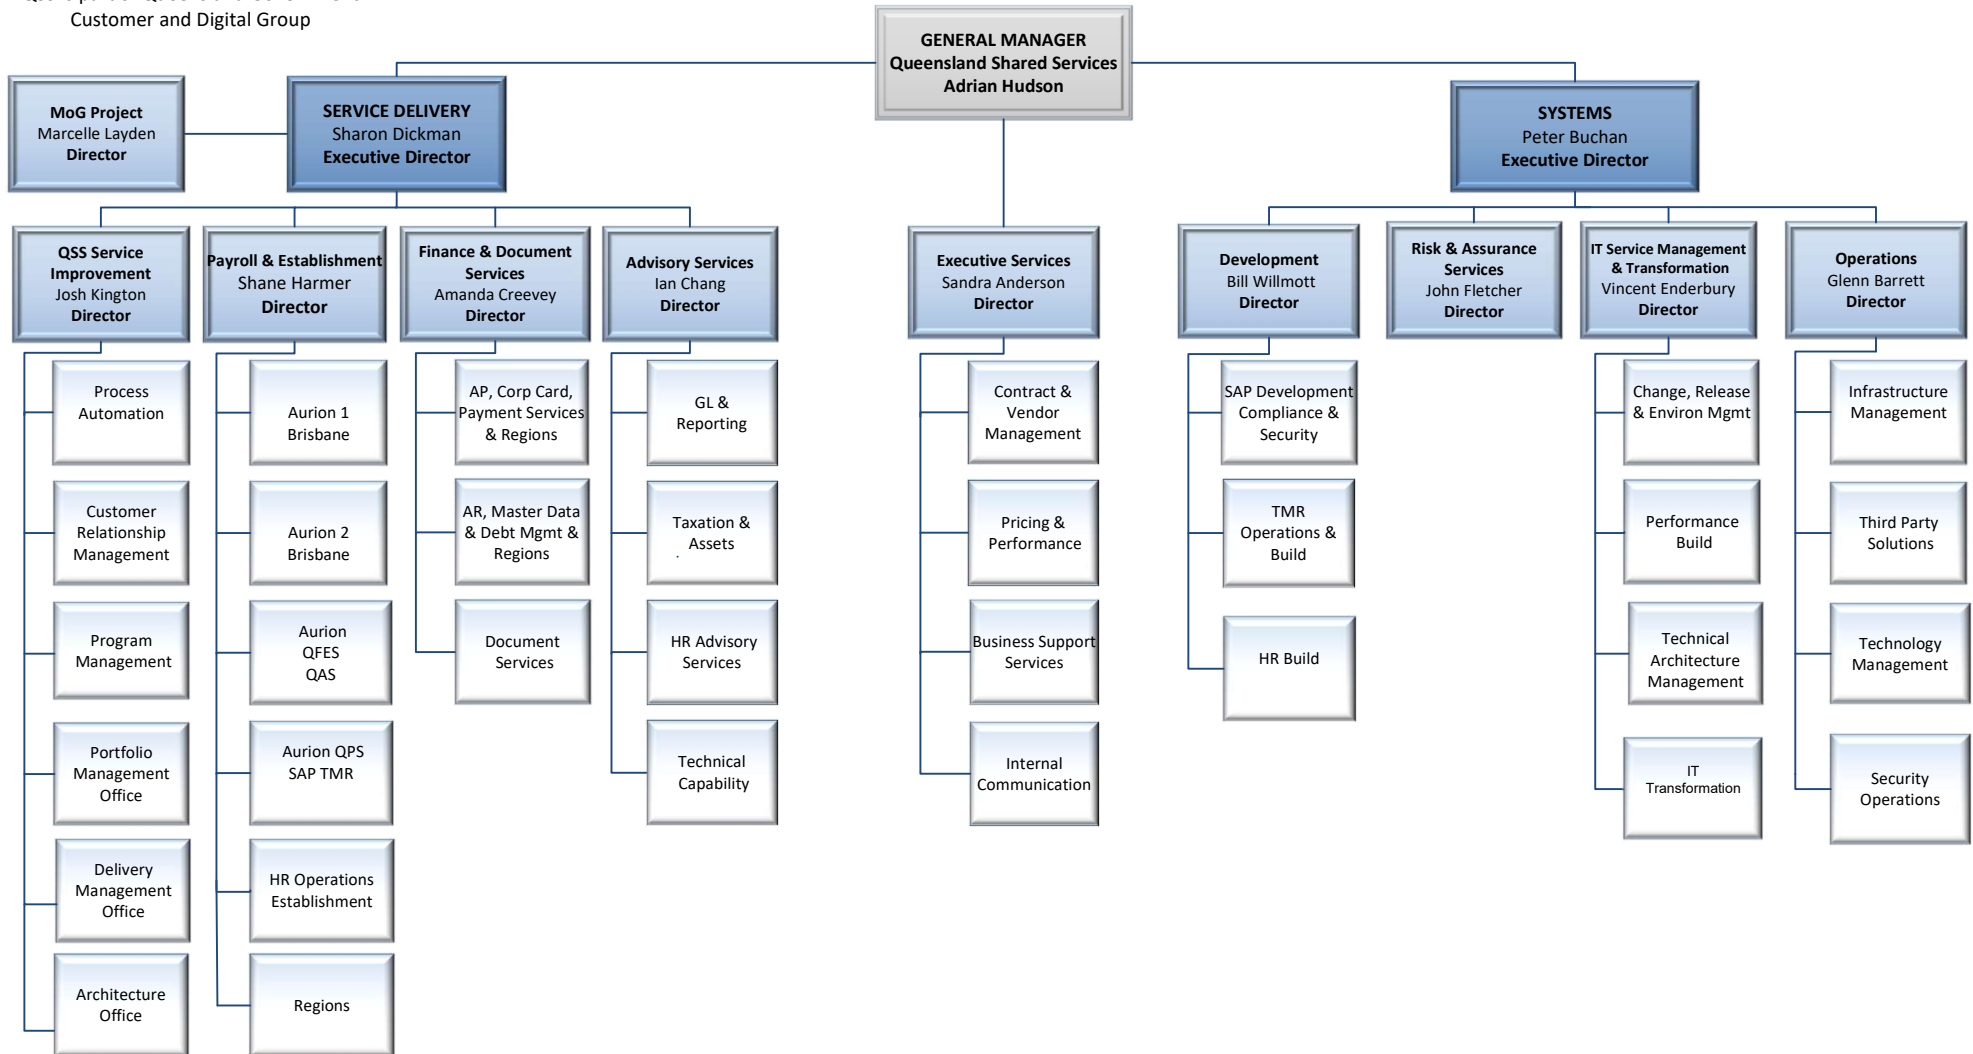 Customer and Digital Group
GENERAL MANAGER
Queensland Shared Services
Adrian Hudson
MoG Project
Marcelle Layden
Director
SERVICE DELIVERY
Sharon Dickman
Executive Director
SYSTEMS
Peter Buchan
Executive Director
QSS Service
Improvement
Josh Kington
Director
Payroll & Establishment
Shane Harmer
Director
Finance & Document
Services
Amanda Creevey
Director
Advisory Services
Ian Chang
Director
Executive Services
Sandra Anderson
Director
Development
Bill Willmott
Director
Risk & Assurance
Services
John Fletcher
Director
IT Service Management
& Transformation
Vincent Enderbury
Director
Operations
Glenn Barrett
Director
Process
Automation
Customer
Relationship
Management
Program
Management
Portfolio
Management
Office
Delivery
Management
Office
Architecture
Office
Aurion 1
Brisbane
Aurion 2
Brisbane
Aurion
QFES
QAS
Aurion QPS
SAP TMR
HR Operations
Establishment
Regions
AP, Corp Card,
Payment Services
& Regions
AR, Master Data
& Debt Mgmt &
Regions
Document
Services
GL &
Reporting
Taxation &
Assets
.
HR Advisory
Services
Technical
Capability
Contract &
Vendor
Management
Pricing &
Performance
Business Support
Services
Internal
Communication
SAP Development
Compliance &
Security
TMR
Operations &
Build
HR Build
Change, Release
& Environ Mgmt
Performance
Build
Technical
Architecture
Management
IT
Transformation
Infrastructure
Management
Third Party
Solutions
Technology
Management
Security
Operations